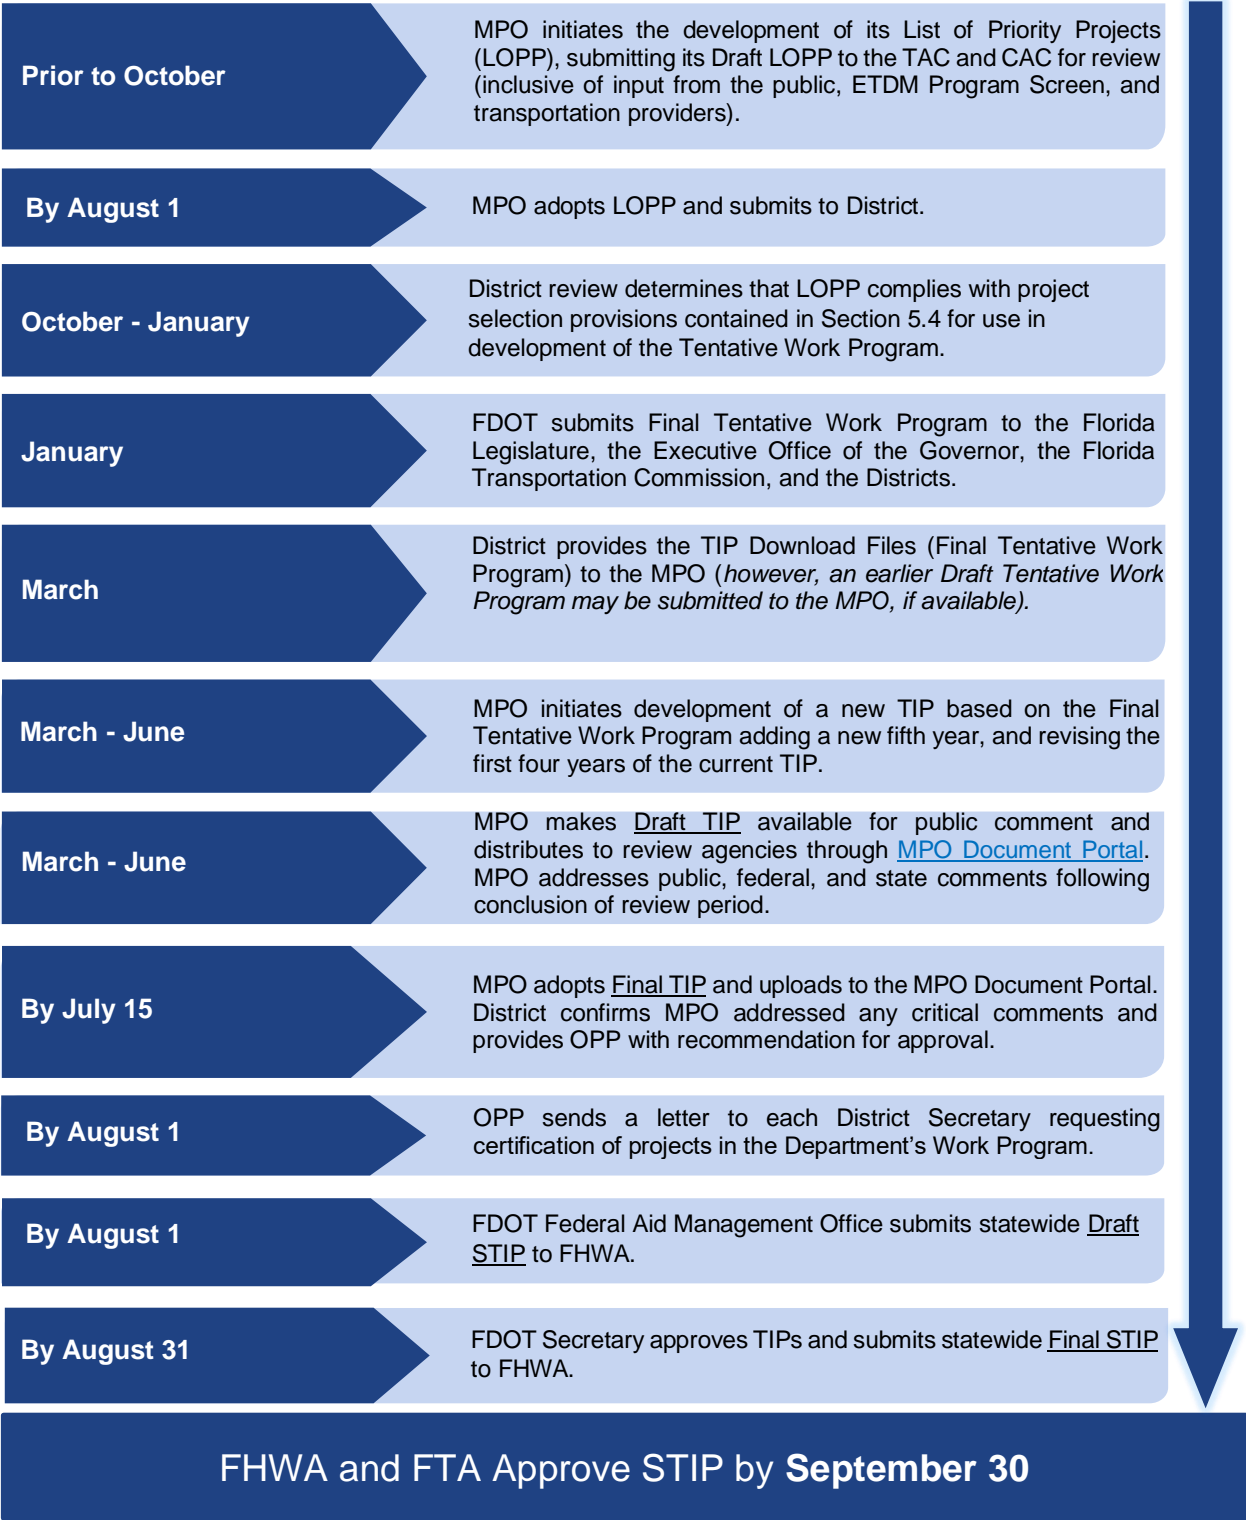 Prior to October
MPO initiates the development of its List of Priority Projects
(LOPP), submitting its Draft LOPP to the TAC and CAC for review
(inclusive of input from the public, ETDM Program Screen, and
transportation providers).
By August 1
MPO adopts LOPP and submits to District.
October - January
District review determines that LOPP complies with project
selection provisions contained in Section 5.4 for use in
development of the Tentative Work Program.
January
FDOT submits Final Tentative Work Program to the Florida
Legislature, the Executive Office of the Governor, the Florida
Transportation Commission, and the Districts.
March
District provides the TIP Download Files (Final Tentative Work
Program) to the MPO (however, an earlier Draft Tentative Work
Program may be submitted to the MPO, if available).
March - June
MPO initiates development of a new TIP based on the Final
Tentative Work Program adding a new fifth year, and revising the
first four years of the current TIP.
March - June
MPO makes Draft TIP available for public comment and
distributes to review agencies through MPO Document Portal.
MPO addresses public, federal, and state comments following
conclusion of review period.
By July 15
MPO adopts Final TIP and uploads to the MPO Document Portal.
District confirms MPO addressed any critical comments and
provides OPP with recommendation for approval.
By August 1
OPP sends a letter to each District Secretary requesting
certification of projects in the Department’s Work Program.
By August 1
FDOT Federal Aid Management Office submits statewide Draft
STIP to FHWA.
By August 31
FDOT Secretary approves TIPs and submits statewide Final STIP
to FHWA.
FHWA and FTA Approve STIP by September 30